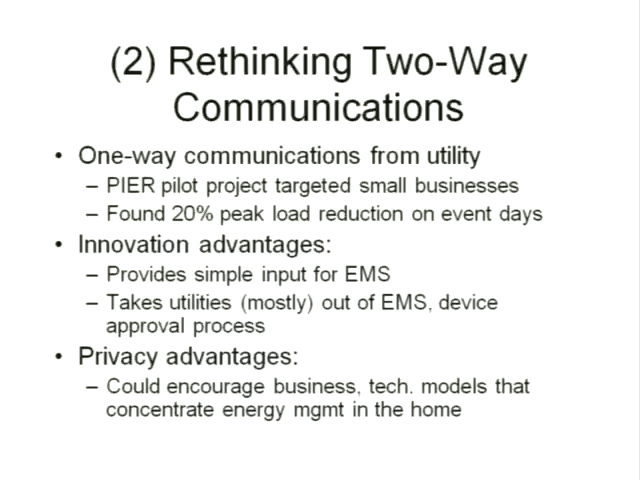 (2) Rethinking Two-Way
Communications
• One-way communications from utility
– PIER pilot project targeted small businesses
– Found 20% peak load reduction on event days
• Innovation advantages:
– Provides simple input for EMS
– Takes utilities (mostly) out of EMS, device
approval process
• Privacy advantages:
– Could encourage business, tech. models that
concentrate energy mgmt in the home